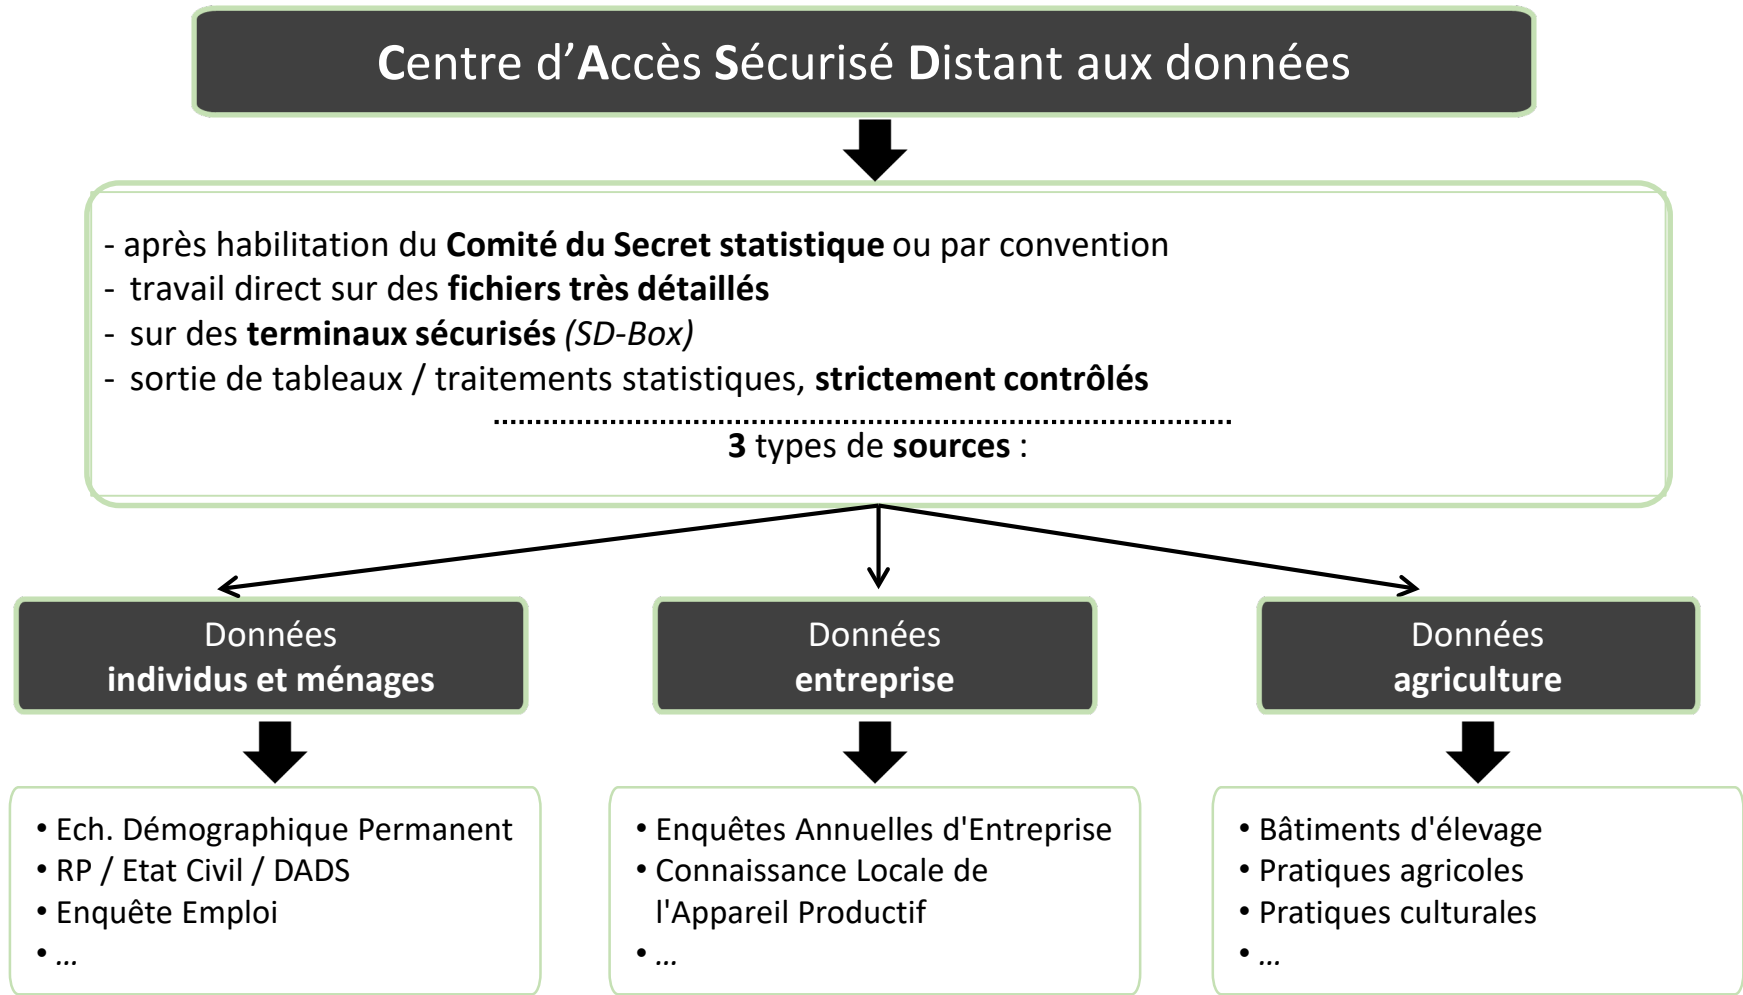 Centre d’Accès Sécurisé Distant aux données
- après habilitation du Comité du Secret statistique ou par convention
- travail direct sur des fichiers très détaillés
- sur des terminaux sécurisés (SD-Box)
- sortie de tableaux / traitements statistiques, strictement contrôlés
3 types de sources :
Données
individus et ménages
• Ech. Démographique Permanent
• RP / Etat Civil / DADS
• Enquête Emploi
• ...
Données
entreprise
• Enquêtes Annuelles d'Entreprise
• Connaissance Locale de
l'Appareil Productif
• ...
Données
agriculture
• Bâtiments d'élevage
• Pratiques agricoles
• Pratiques culturales
• ...